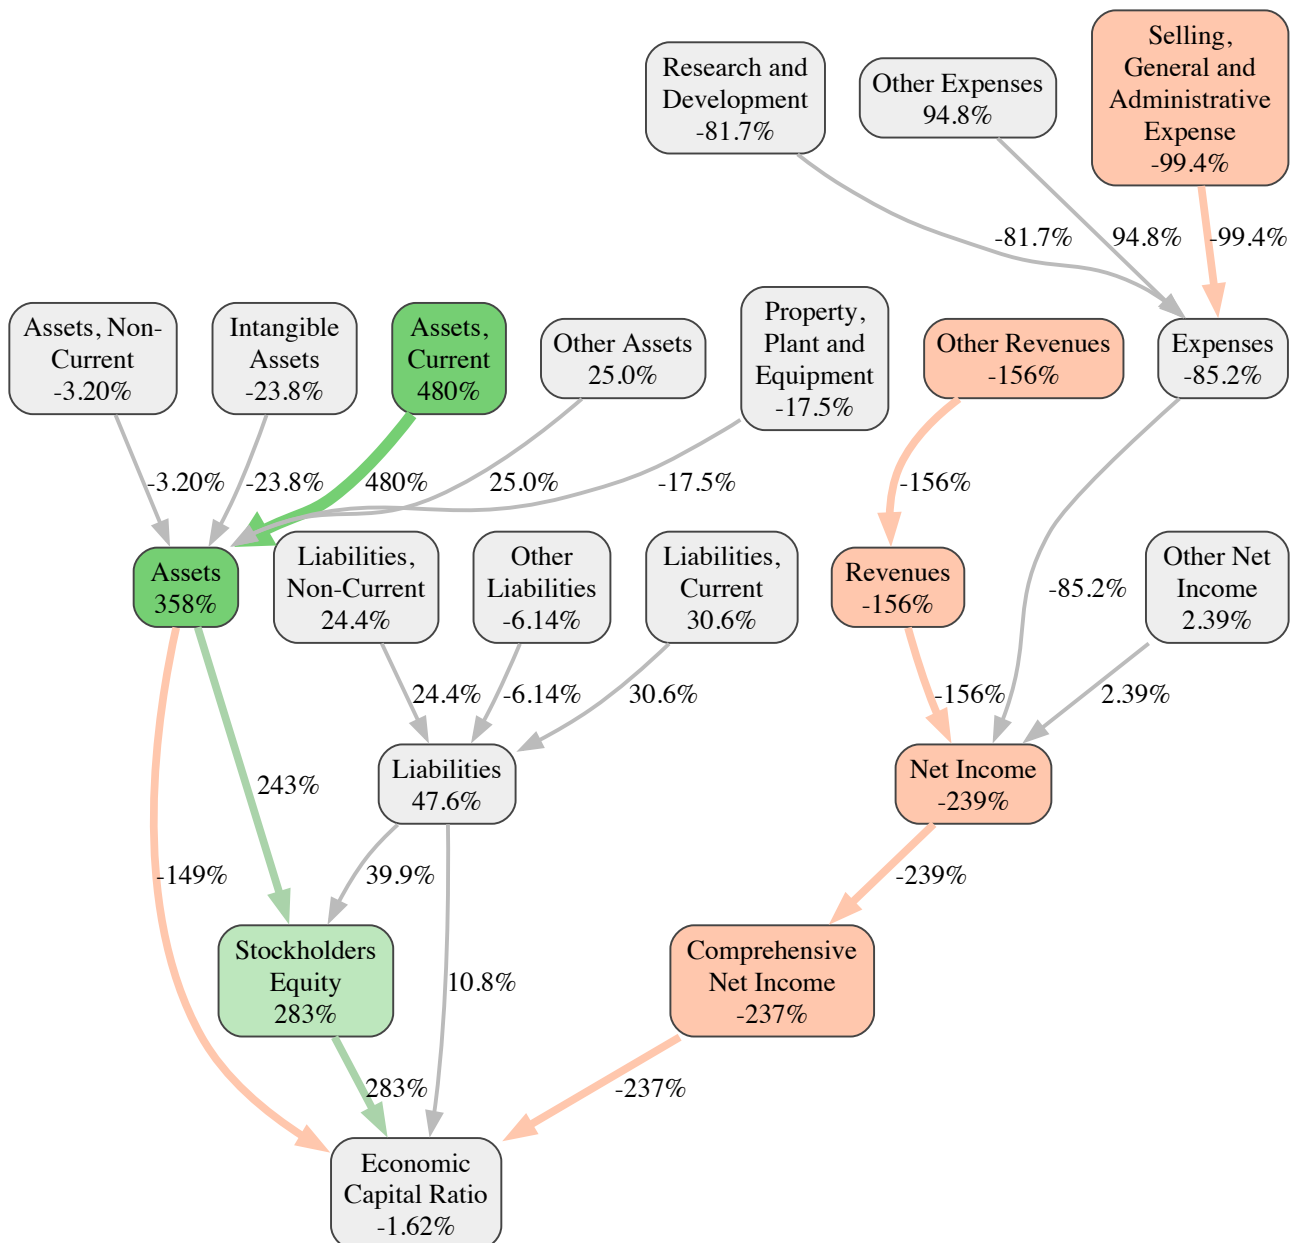 Selling,
General and
Administrative
Expense
-99.4%
Research and
Development
-81.7%
Other Expenses
94.8%
-81.7%
94.8%
-99.4%
Assets, Non-
Current
-3.20%
Intangible
Assets
-23.8%
Assets,
Current
480%
Other Assets
25.0%
Property,
Plant and
Equipment
-17.5%
Other Revenues
-156%
Expenses
-85.2%
-3.20%
-23.8%
480%
25.0%
-17.5%
-156%
Assets
358%
Liabilities,
Non-Current
24.4%
Other
Liabilities
-6.14%
Liabilities,
Current
30.6%
Revenues
-156%
-85.2%
Other Net
Income
2.39%
24.4%
-6.14%
30.6%
-156%
2.39%
243%
Liabilities
47.6%
Net Income
-239%
-149%
39.9%
-239%
Stockholders
Equity
283%
10.8%
Comprehensive
Net Income
-237%
283%
-237%
Economic
Capital Ratio
-1.62%